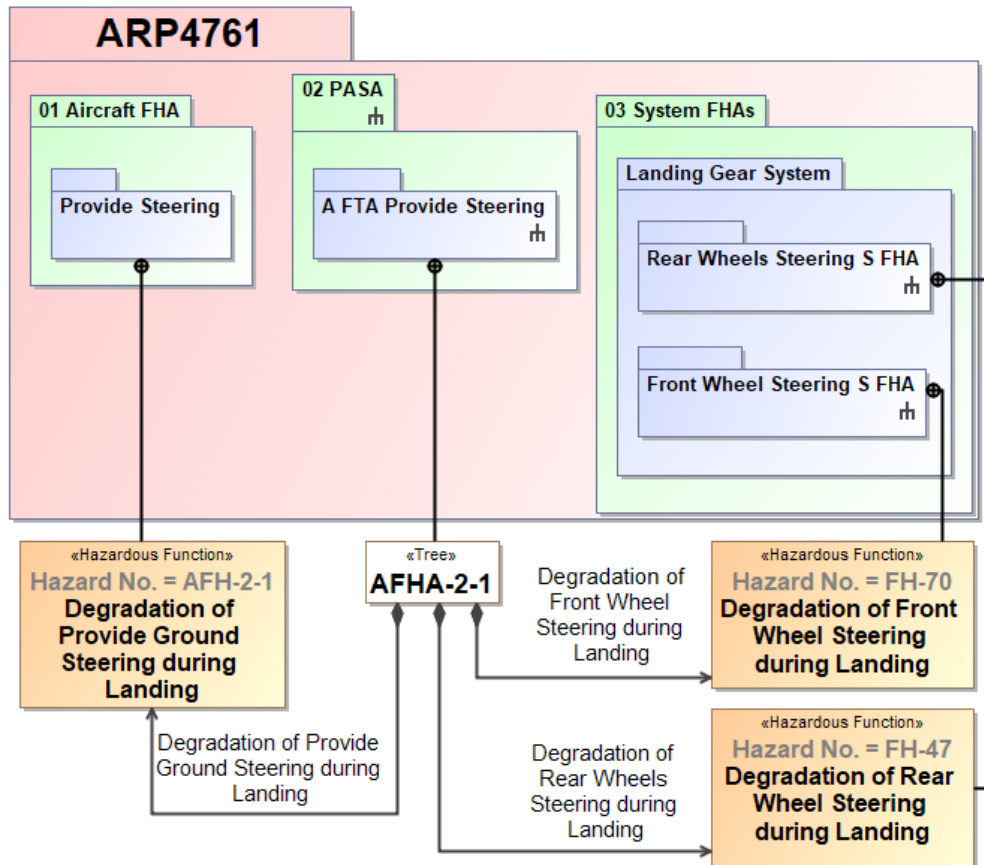 ARP4761
01 Aircraft FHA
Provide Steering
02 PASA
A FTA Provide Steering
03 System FHAs
Landing Gear System
Rear Wheels Steering S FHA
Front Wheel Steering S FHA
«Hazardous Function»
Hazard No. = AFH-2-1
Degradation of
Provide Ground
Steering during
Landing
«Tree»
AFHA-2-1
Degradation of
Front Wheel
Steering during
Landing
«Hazardous Function»
Hazard No. = FH-70
Degradation of Front
Wheel Steering
during Landing
Degradation of Provide
Ground Steering during
Landing
Degradation of
Rear Wheels
Steering during
Landing
«Hazardous Function»
Hazard No. = FH-47
Degradation of Rear
Wheel Steering
during Landing